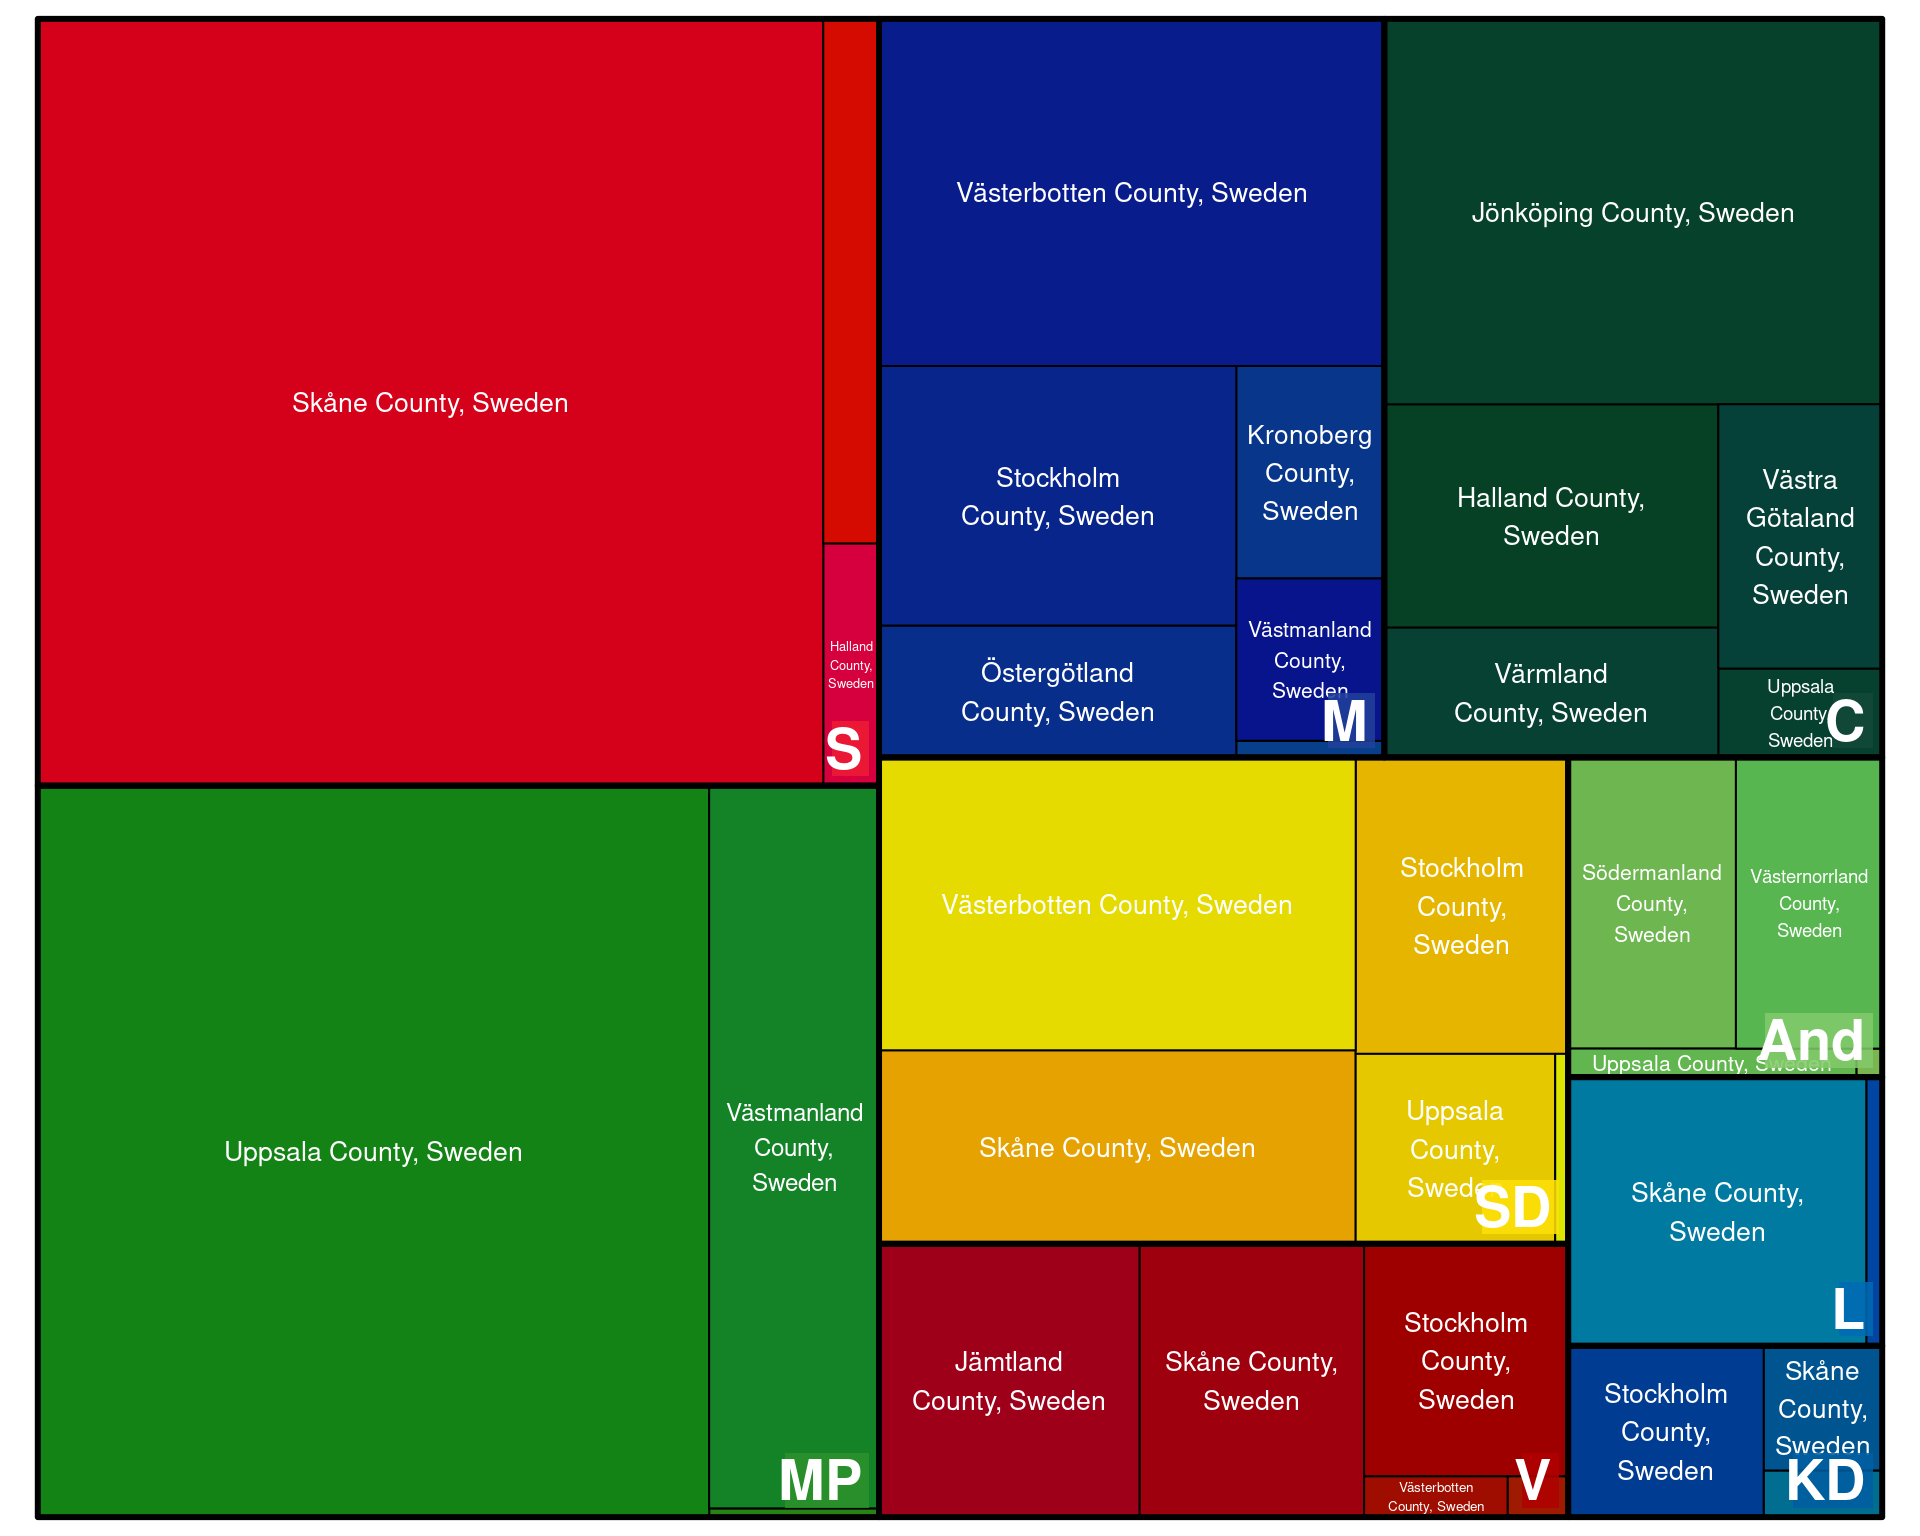 Skåne County, Sweden
Halland
County,
Sweden
S
Uppsala County, Sweden
Västmanland
County,
Sweden
MP
Västerbotten County, Sweden
Stockholm
County, Sweden
Kronoberg
County,
Sweden
Östergötland
County, Sweden
Västmanland
County,
Sweden
M
Jönköping County, Sweden
Halland County,
Sweden
Västra
Götaland
County,
Sweden
Värmland
County, Sweden
Uppsala
County,
Sweden
C
Västerbotten County, Sweden
Stockholm
County,
Sweden
Skåne County, Sweden
Uppsala
County,
Sweden
SD
Södermanland
County,
Sweden
Västernorrland
County,
Sweden
Uppsala County, Sweden
And
Skåne County,
Sweden
L
Jämtland
County, Sweden
Skåne County,
Sweden
Stockholm
County,
Sweden
Västerbotten
County, Sweden
V
Stockholm
County,
Sweden
Skåne
County,
Sweden
KD